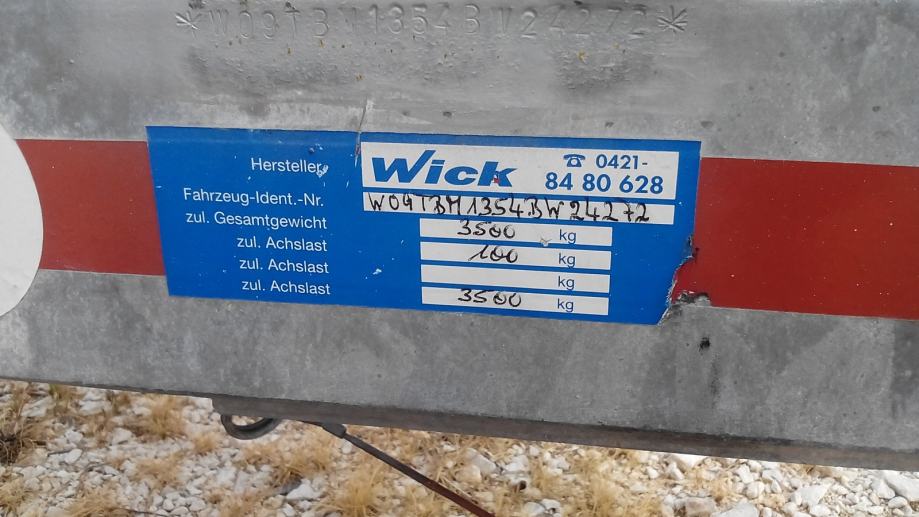 *W09TBM1354BW24272*
Hersteller Wick ☎ 0421-
84 80 628
Fahrzeug-Ident.-Nr. W09TBM1354BW24272
zul. Gesamtgewicht 3500 kg
zul. Achslast 100 kg
zul. Achslast kg
zul. Achslast 3500 kg